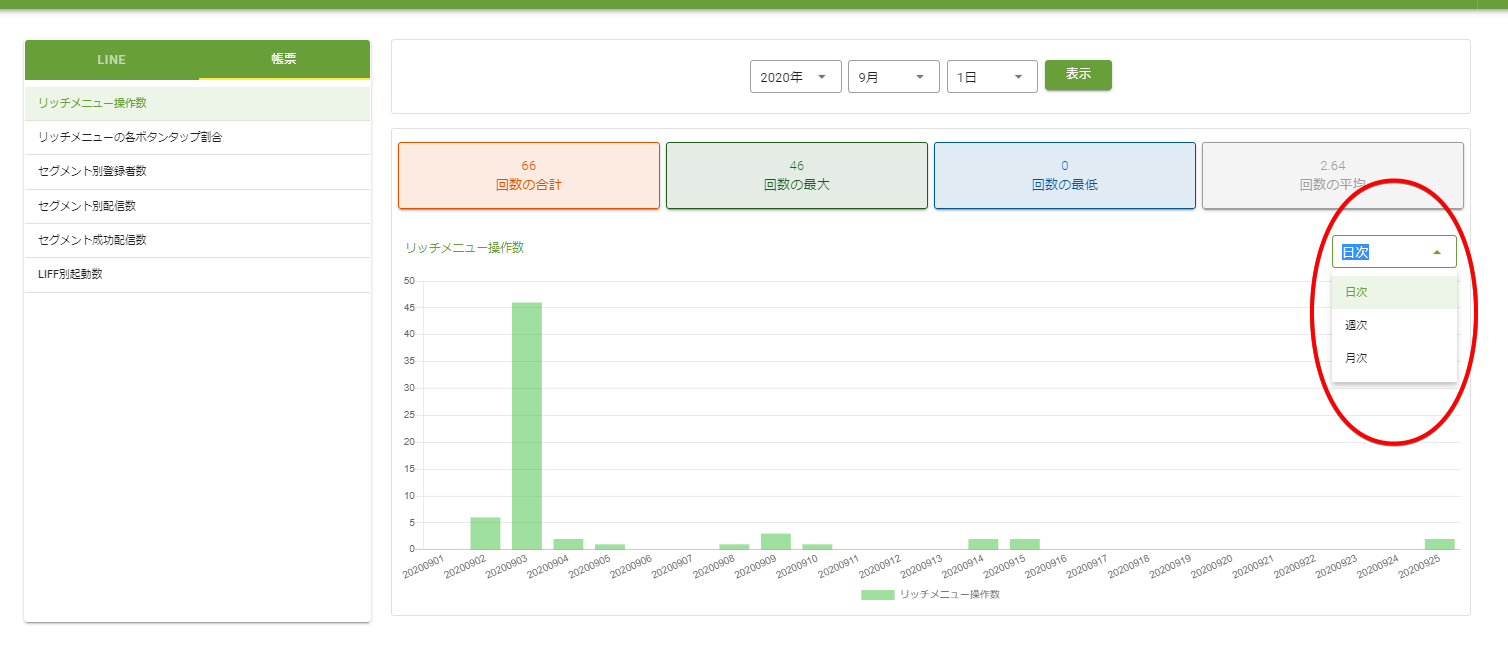 LINE
帳票
リッチメニュー操作数
リッチメニューの各ボタンタップ割合
セグメント別登録者数
セグメント別配信数
セグメント成功配信数
LIFF別起動数
2020年
9月
1日
表示
66
回数の合計
46
回数の最大
0
回数の最低
2.64
回数の平均
リッチメニュー操作数
日次
日次
週次
月次
50
45
40
35
30
25
20
15
10
5
0
20200901
20200902
20200903
20200904
20200905
20200906
20200907
20200908
20200909
20200910
20200911
20200912
20200913
20200914
20200915
20200916
20200917
20200918
20200919
20200920
20200921
20200922
20200923
20200924
20200925
リッチメニュー操作数